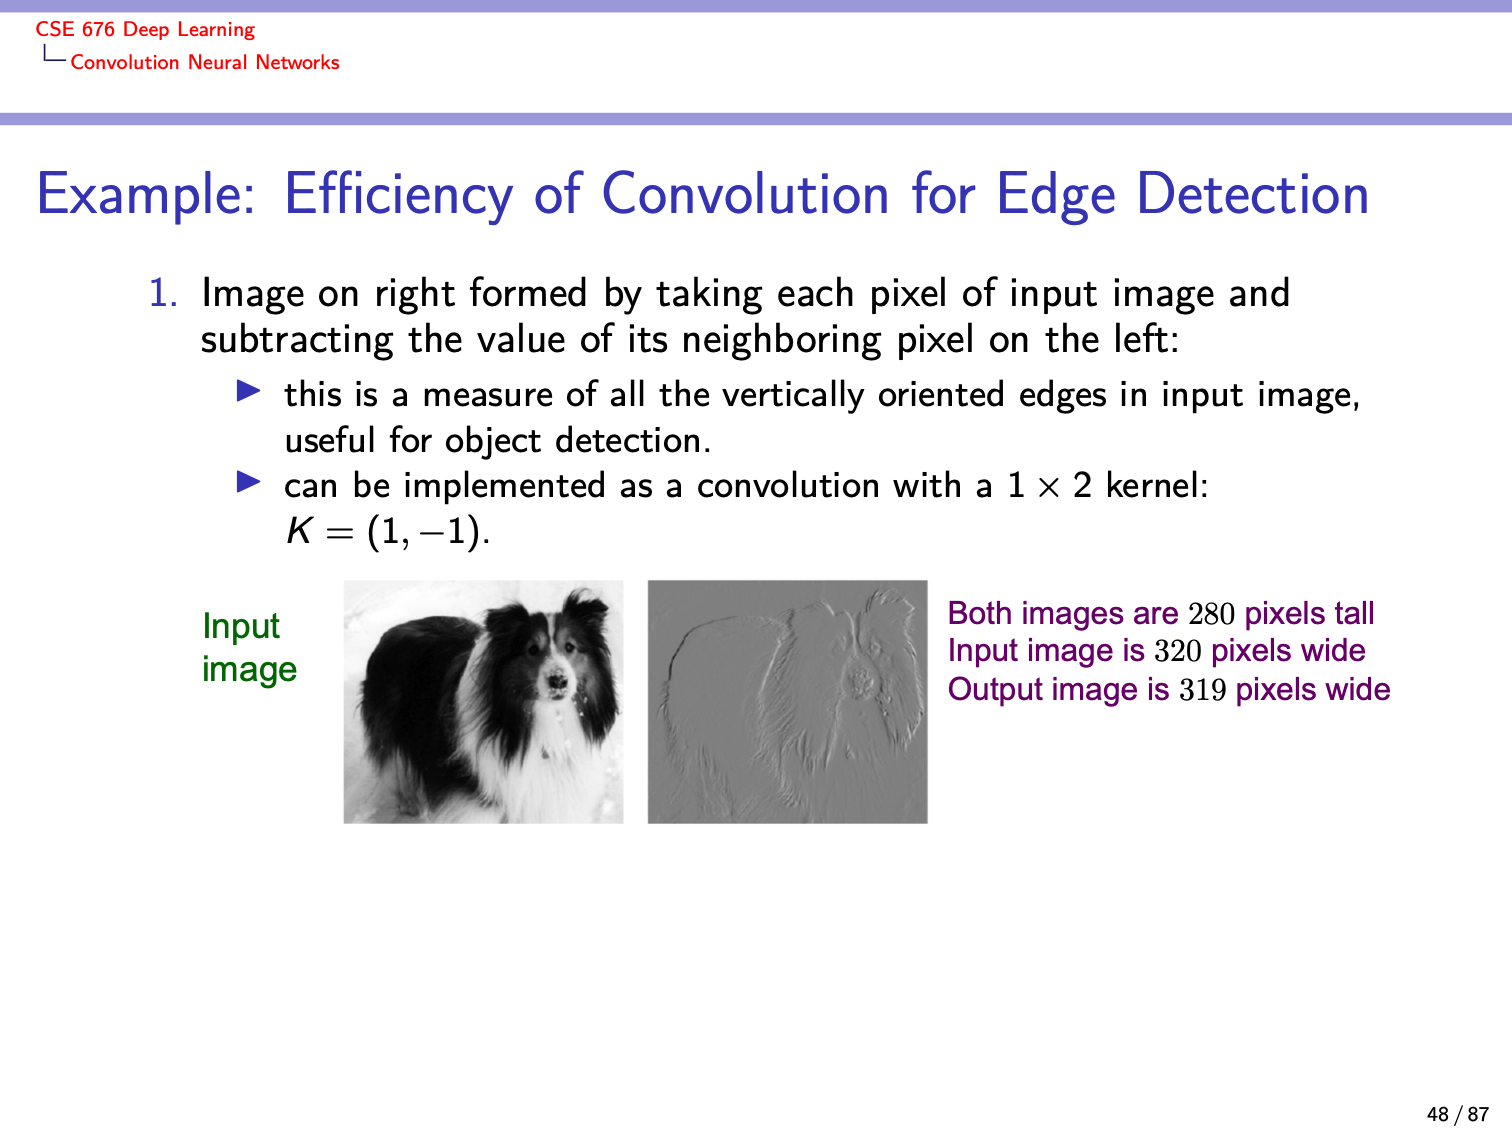 CSE 676 Deep Learning
Convolution Neural Networks
Example: Efficiency of Convolution for Edge Detection
1. Image on right formed by taking each pixel of input image and
subtracting the value of its neighboring pixel on the left:
▶ this is a measure of all the vertically oriented edges in input image,
useful for object detection.
▶ can be implemented as a convolution with a 1 × 2 kernel:
K = (1, −1).
Input
image
Both images are 280 pixels tall
Input image is 320 pixels wide
Output image is 319 pixels wide
48 / 87